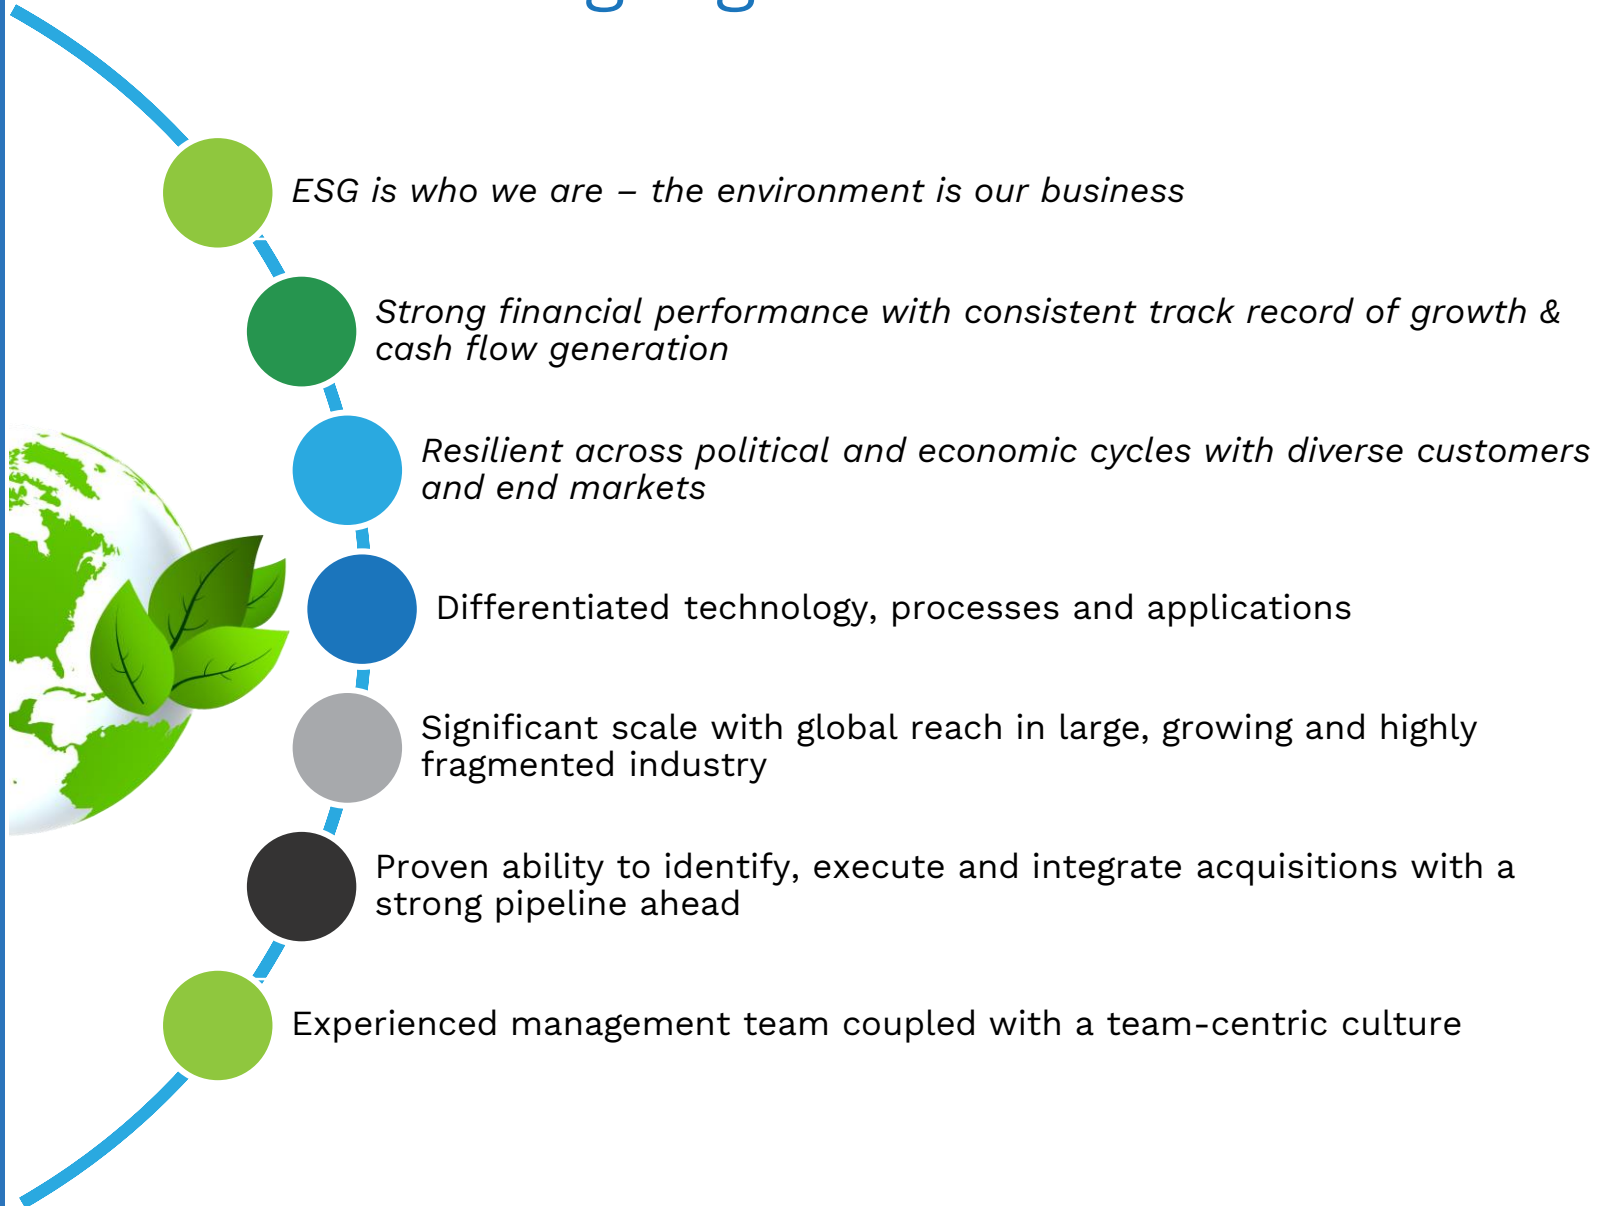 ESG is who we are – the environment is our business
Strong financial performance with consistent track record of growth &
cash flow generation
Resilient across political and economic cycles with diverse customers
and end markets
Differentiated technology, processes and applications
Significant scale with global reach in large, growing and highly
fragmented industry
Proven ability to identify, execute and integrate acquisitions with a
strong pipeline ahead
Experienced management team coupled with a team-centric culture